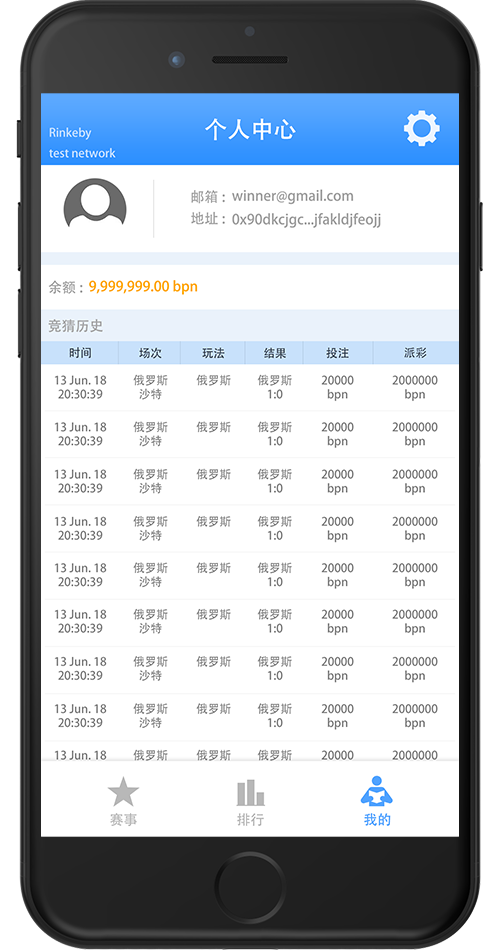 Rinkeby
test network
个人中心
邮箱：winner@gmail.com
地址：0x90dkcjgc...jfakldjfeojj
余额：9,999,999.00 bpn
竞猜历史
时间 场次 玩法 结果 投注 派彩
13 Jun. 18 俄罗斯 俄罗斯 俄罗斯 20000 2000000
20:30:39 沙特 1:0 bpn bpn
13 Jun. 18 俄罗斯 俄罗斯 俄罗斯 20000 2000000
20:30:39 沙特 1:0 bpn bpn
13 Jun. 18 俄罗斯 俄罗斯 俄罗斯 20000 2000000
20:30:39 沙特 1:0 bpn bpn
13 Jun. 18 俄罗斯 俄罗斯 俄罗斯 20000 2000000
20:30:39 沙特 1:0 bpn bpn
13 Jun. 18 俄罗斯 俄罗斯 俄罗斯 20000 2000000
20:30:39 沙特 1:0 bpn bpn
13 Jun. 18 俄罗斯 俄罗斯 俄罗斯 20000 2000000
20:30:39 沙特 1:0 bpn bpn
13 Jun. 18 俄罗斯 俄罗斯 俄罗斯 20000 2000000
20:30:39 沙特 1:0 bpn bpn
13 Jun. 18 俄罗斯 俄罗斯 俄罗斯 20000 2000000
20:30:39 沙特 1:0 bpn bpn
13 Jun. 18 俄罗斯 俄罗斯 俄罗斯 20000 2000000
赛事 排行 我的